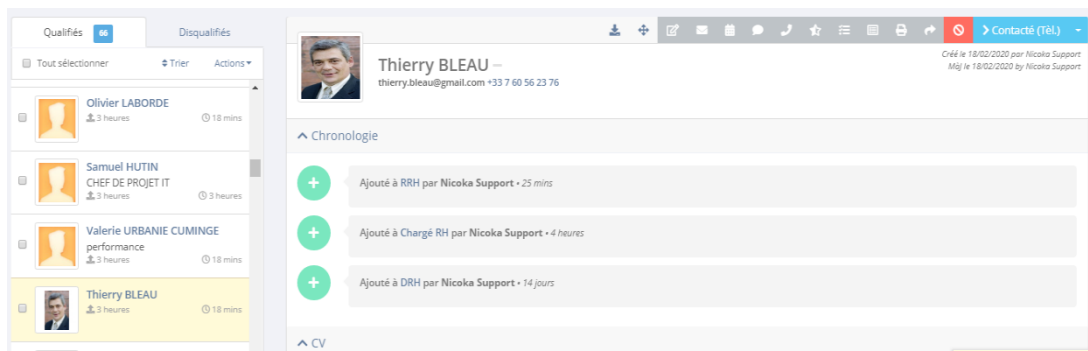 Qualifiés 66
Disqualifiés
Tout sélectionner
Trier
Actions
Olivier LABORDE
3 heures
18 mins
Samuel HUTIN
CHEF DE PROJET IT
3 heures
3 heures
Valerie URBANIE CUMINGE
performance
3 heures
18 mins
Thierry BLEAU
3 heures
18 mins
Contacté (Tèl.)
Thierry BLEAU
thierry.bleau@gmail.com +33 7 60 56 23 76
Créé le 18/02/2020 par Nicoka Support
Màj le 18/02/2020 by Nicoka Support
Chronologie
Ajouté à RRH par Nicoka Support • 25 mins
Ajouté à Chargé RH par Nicoka Support • 4 heures
Ajouté à DRH par Nicoka Support • 14 jours
CV